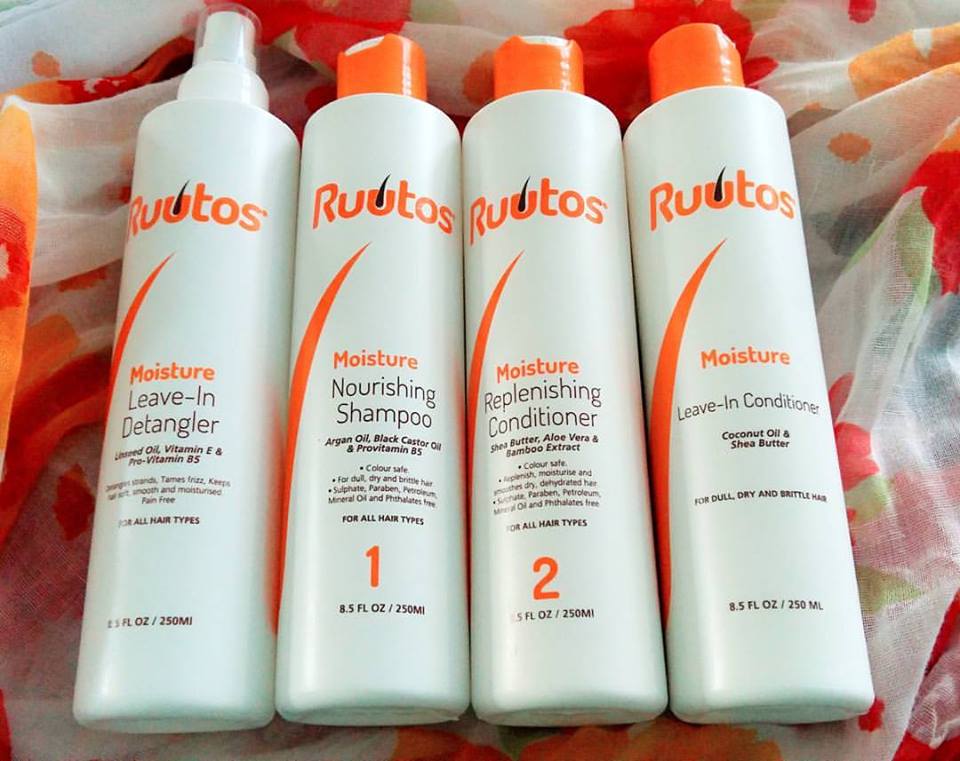 Ruutos
Moisture
Leave-In
Detangler
Linseed Oil, Vitamin E &
Pro-Vitamin B5
Detangles strands, Tames frizz, Keeps
hair soft, smooth and moisturised
Pain Free
FOR ALL HAIR TYPES
8.5 FL OZ / 250Ml
Ruutos
Moisture
Nourishing
Shampoo
Argan Oil, Black Castor Oil
& Provitamin B5
• Colour safe.
• For dull, dry and brittle hair.
• Sulphate, Paraben, Petroleum,
Mineral Oil and Phthalates free.
FOR ALL HAIR TYPES
1
8.5 FL OZ / 250Ml
Ruutos
Moisture
Replenishing
Conditioner
Shea Butter, Aloe Vera &
Bamboo Extract
• Colour safe.
• Replenish, moisturise and
smoothes dry, dehydrated hair
• Sulphate, Paraben, Petroleum,
Mineral Oil and Phthalates free
FOR ALL HAIR TYPES
2
8.5 FL OZ / 250Ml
Ruutos
Moisture
Leave-In Conditioner
Coconut Oil &
Shea Butter
FOR DULL, DRY AND BRITTLE HAIR
8.5 FL OZ / 250 ML